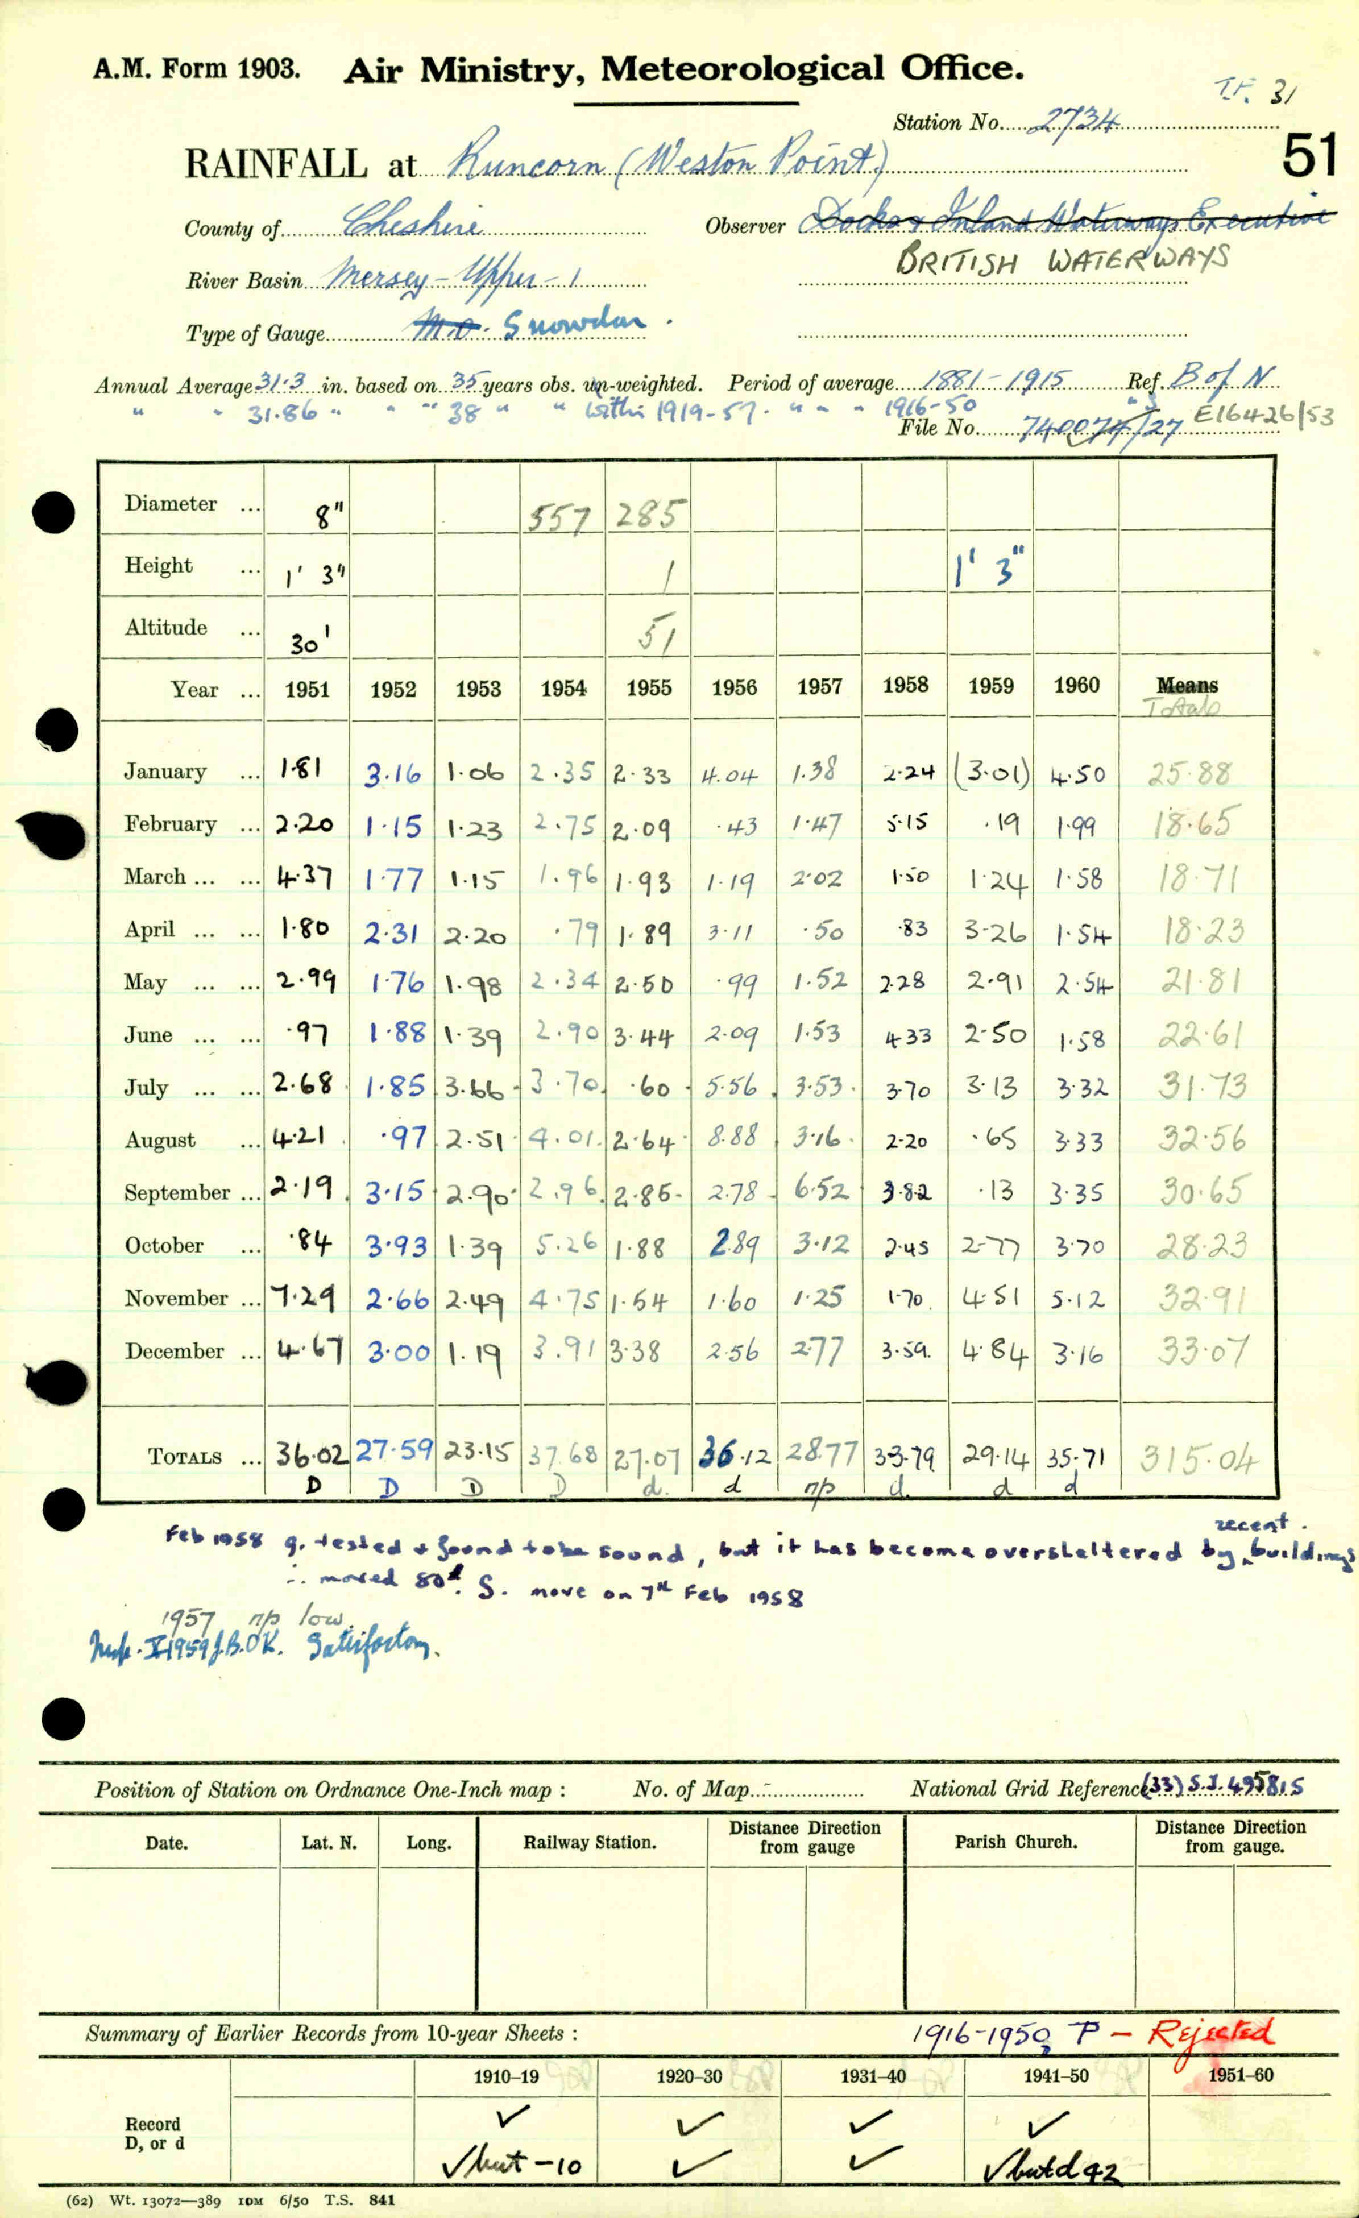 A.M. Form 1903. Air Ministry, Meteorological Office.
31
Station No. 2734
51
RAINFALL at Runcorn (Weston Point)
County of Cheshire Observer Docks & Inland Waterways Executive
BRITISH WATERWAYS
River Basin Mersey - Upper - 1
Type of Gauge M.O. Snowdon.
Annual Average 31.3 in. based on 35 years obs. un-weighted. Period of average 1881-1915 Ref. B of N
" " 31.86 " " " 38 " " within 1919-57. " " " 1916-50
File No. 740074/27 E16426/53
Diameter ... 8" 557 285
Height ... 1' 3" 1 1' 3"
Altitude ... 30' 51
Year ... 1951 1952 1953 1954 1955 1956 1957 1958 1959 1960 Means
Totals
January ... 1.81 3.16 1.06 2.35 2.33 4.04 1.38 2.24 (3.01) 4.50 25.88
February ... 2.20 1.15 1.23 2.75 2.09 .43 1.47 5.15 .19 1.99 18.65
March ... ... 4.37 1.77 1.15 1.96 1.93 1.19 2.02 1.50 1.24 1.58 18.71
April ... ... 1.80 2.31 2.20 .79 1.89 3.11 .50 .83 3.26 1.54 18.23
May ... ... 2.99 1.76 1.98 2.34 2.50 .99 1.52 2.28 2.91 2.54 21.81
June ... ... .97 1.88 1.39 2.90 3.44 2.09 1.53 4.33 2.50 1.58 22.61
July ... ... 2.68 1.85 3.66 3.70 .60 5.56 3.53 3.70 3.13 3.32 31.73
August ... 4.21 .97 2.51 4.01 2.64 8.88 3.16 2.20 .65 3.33 32.56
September ... 2.19 3.15 2.90 2.96 2.85 2.78 6.52 3.82 .13 3.35 30.65
October ... .84 3.93 1.39 5.26 1.88 2.89 3.12 2.45 2.77 3.70 28.23
November ... 7.29 2.66 2.49 4.75 1.54 1.60 1.25 1.70 4.51 5.12 32.91
December ... 4.67 3.00 1.19 3.91 3.38 2.56 2.77 3.59 4.84 3.16 33.07
TOTALS ... 36.02 27.59 23.15 37.68 27.07 36.12 28.77 33.79 29.14 35.71 315.04
D D D D d. d np d. d d
Feb 1958 g. tested & found to be sound, but it has become oversheltered by recent buildings
∴ moved 80ft. S. move on 7th Feb 1958
1957 np low.
Insp. X 1959 J.B. OK. Satisfactory.
Position of Station on Ordnance One-Inch map : No. of Map National Grid Reference (33) S.J. 495815
Date. Lat. N. Long. Railway Station. Distance from Direction gauge Parish Church. Distance from Direction gauge.
Summary of Earlier Records from 10-year Sheets : 1916-1950 P - Rejected
1910–19 1920–30 1931–40 1941–50 1951–60
Record ✓ ✓ ✓ ✓
D, or d ✓ but -10 ✓ ✓ ✓ but d 42
(62) Wt. 13072—389 10M 6/50 T.S. 841